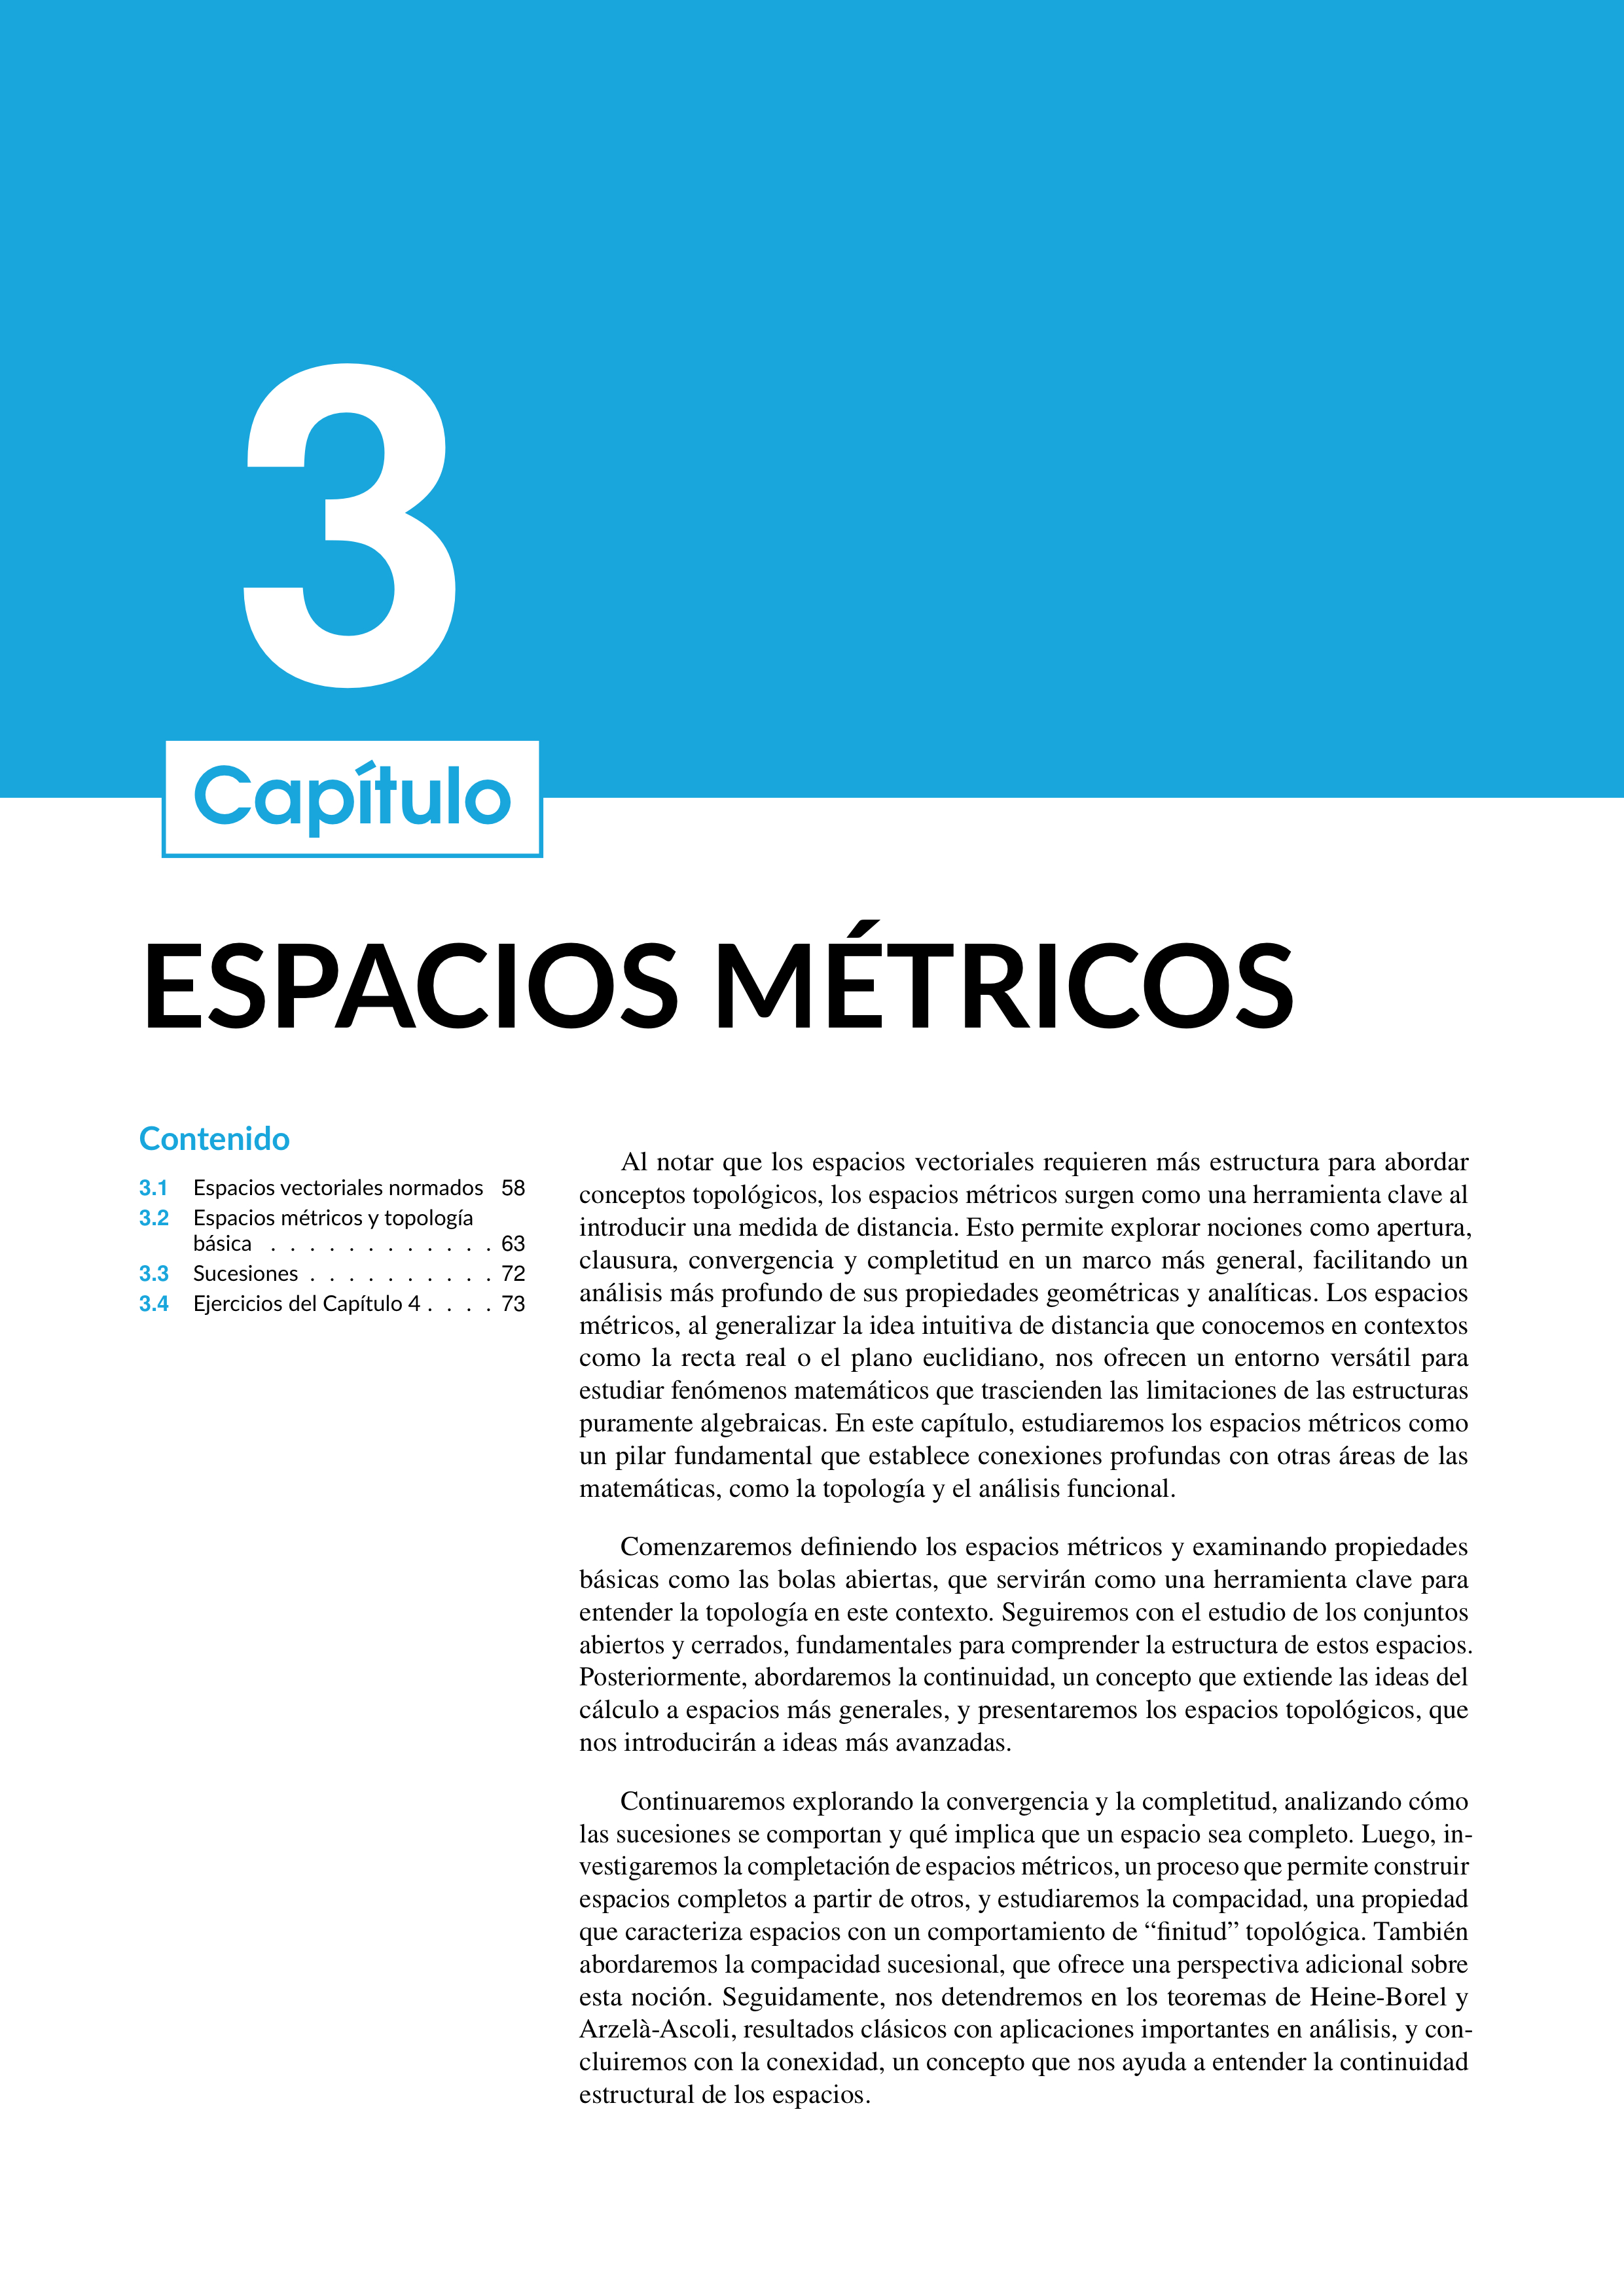 3
Capítulo
ESPACIOS MÉTRICOS
Contenido
3.1 Espacios vectoriales normados 58
3.2 Espacios métricos y topología
básica . . . . . . . . . . . . 63
3.3 Sucesiones . . . . . . . . . . 72
3.4 Ejercicios del Capítulo 4 . . . . 73
Al notar que los espacios vectoriales requieren más estructura para abordar
conceptos topológicos, los espacios métricos surgen como una herramienta clave al
introducir una medida de distancia. Esto permite explorar nociones como apertura,
clausura, convergencia y completitud en un marco más general, facilitando un
análisis más profundo de sus propiedades geométricas y analíticas. Los espacios
métricos, al generalizar la idea intuitiva de distancia que conocemos en contextos
como la recta real o el plano euclidiano, nos ofrecen un entorno versátil para
estudiar fenómenos matemáticos que trascienden las limitaciones de las estructuras
puramente algebraicas. En este capítulo, estudiaremos los espacios métricos como
un pilar fundamental que establece conexiones profundas con otras áreas de las
matemáticas, como la topología y el análisis funcional.
Comenzaremos definiendo los espacios métricos y examinando propiedades
básicas como las bolas abiertas, que servirán como una herramienta clave para
entender la topología en este contexto. Seguiremos con el estudio de los conjuntos
abiertos y cerrados, fundamentales para comprender la estructura de estos espacios.
Posteriormente, abordaremos la continuidad, un concepto que extiende las ideas del
cálculo a espacios más generales, y presentaremos los espacios topológicos, que
nos introducirán a ideas más avanzadas.
Continuaremos explorando la convergencia y la completitud, analizando cómo
las sucesiones se comportan y qué implica que un espacio sea completo. Luego, in-
vestigaremos la completación de espacios métricos, un proceso que permite construir
espacios completos a partir de otros, y estudiaremos la compacidad, una propiedad
que caracteriza espacios con un comportamiento de “finitud” topológica. También
abordaremos la compacidad sucesional, que ofrece una perspectiva adicional sobre
esta noción. Seguidamente, nos detendremos en los teoremas de Heine-Borel y
Arzelà-Ascoli, resultados clásicos con aplicaciones importantes en análisis, y con-
cluiremos con la conexidad, un concepto que nos ayuda a entender la continuidad
estructural de los espacios.